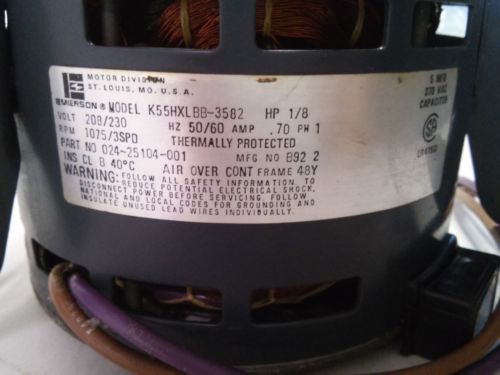 MOTOR DIVISION
ST. LOUIS, MO. U.S.A.
EMERSON® MODEL K55HXLBB-3582 HP 1/8
VOLT 208/230 HZ 50/60 AMP .70 PH 1
RPM 1075/3SPD THERMALLY PROTECTED
PART NO 024-25104-001 MFG NO B92 2
INS CL B 40°C AIR OVER CONT FRAME 48Y
WARNING: FOLLOW ALL SAFETY INFORMATION. TO
REDUCE POTENTIAL ELECTRICAL SHOCK,
DISCONNECT POWER BEFORE SERVICING. FOLLOW
NATIONAL AND LOCAL CODES FOR GROUNDING AND
INSULATE UNUSED LEAD WIRES INDIVIDUALLY.
5 MFD
370 VAC
CAPACITOR